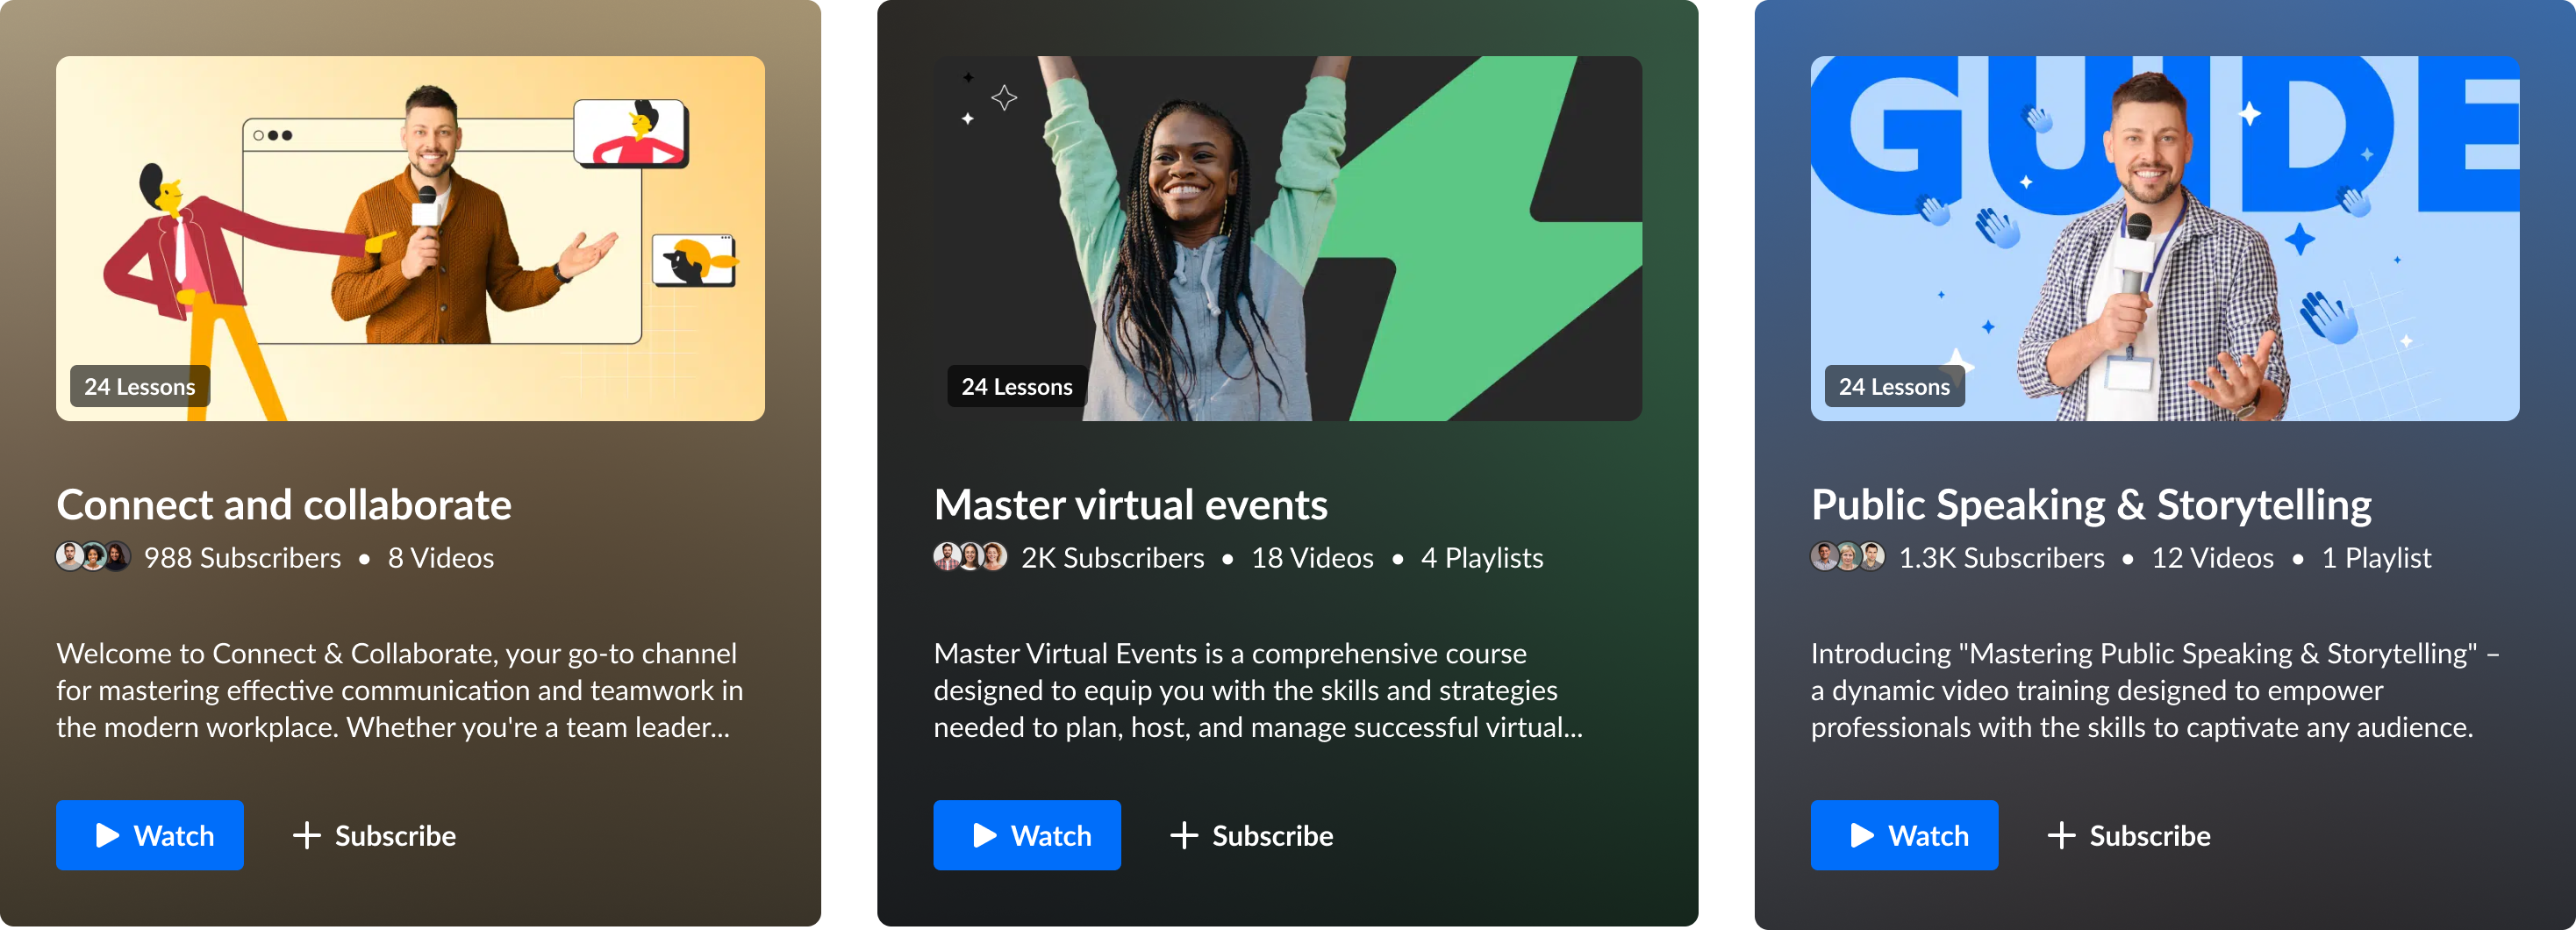 24 Lessons
Connect and collaborate
988 Subscribers • 8 Videos
Welcome to Connect & Collaborate, your go-to channel
for mastering effective communication and teamwork in
the modern workplace. Whether you're a team leader...
Watch
Subscribe
24 Lessons
Master virtual events
2K Subscribers • 18 Videos • 4 Playlists
Master Virtual Events is a comprehensive course
designed to equip you with the skills and strategies
needed to plan, host, and manage successful virtual...
Watch
Subscribe
GUIDE
24 Lessons
Public Speaking & Storytelling
1.3K Subscribers • 12 Videos • 1 Playlist
Introducing "Mastering Public Speaking & Storytelling" –
a dynamic video training designed to empower
professionals with the skills to captivate any audience.
Watch
Subscribe